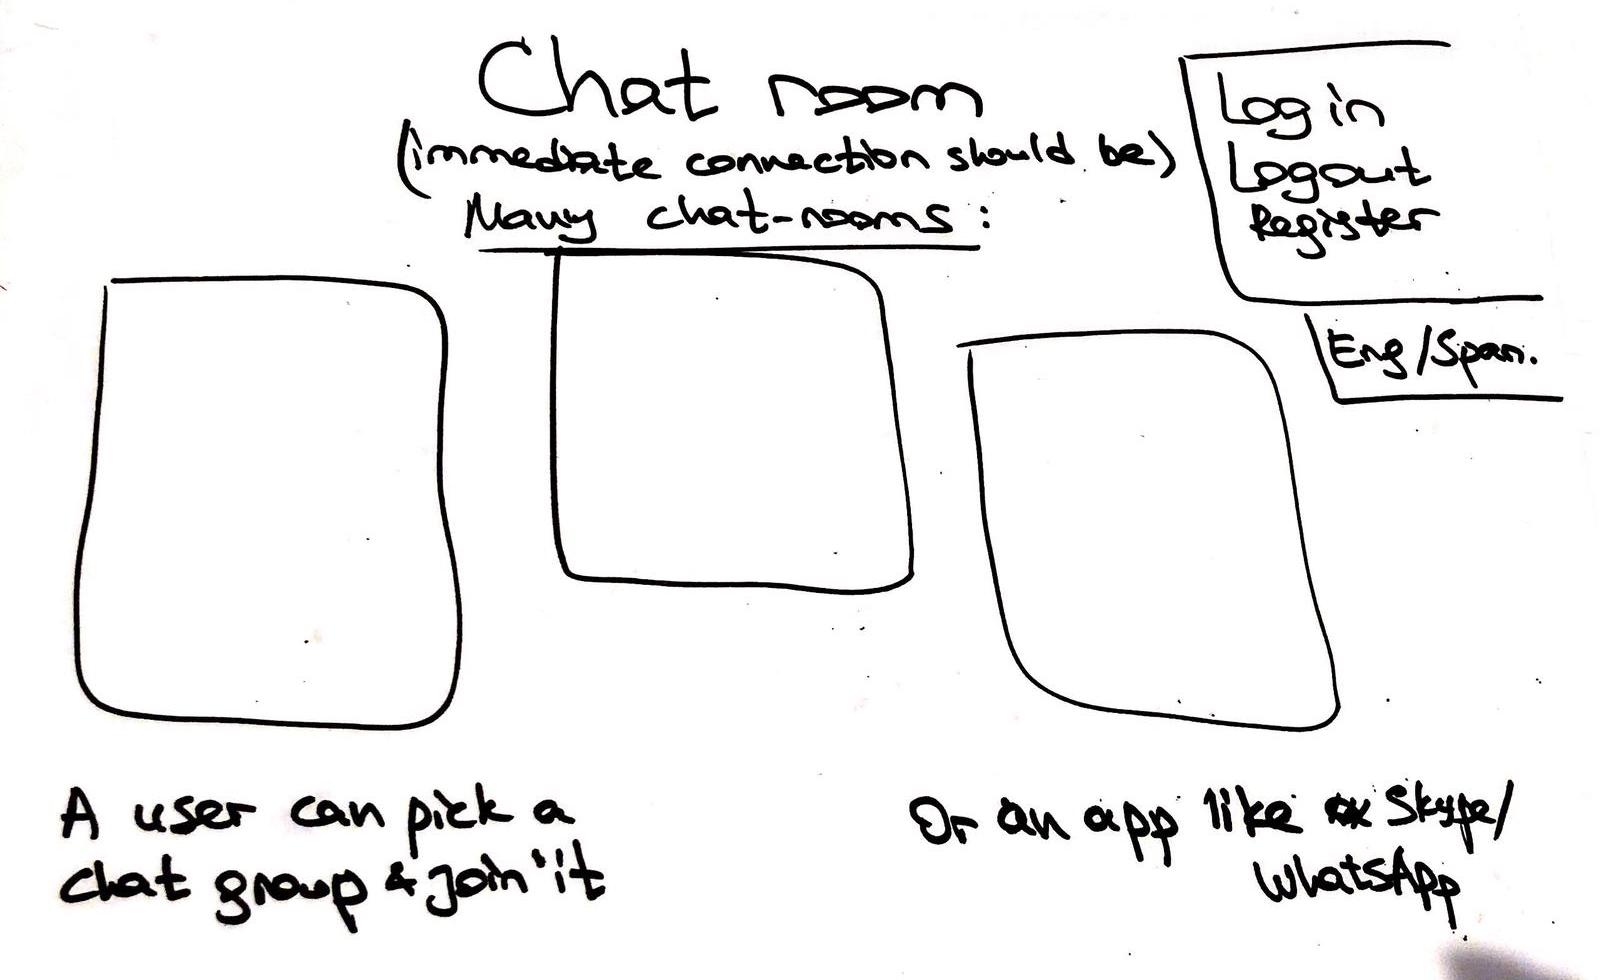 Chat room
(immediate connection should be)
Many chat-rooms:
Log in
Logout
Register
Eng/Span.
A user can pick a
chat group & join it
Or an app like Skype/
WhatsApp